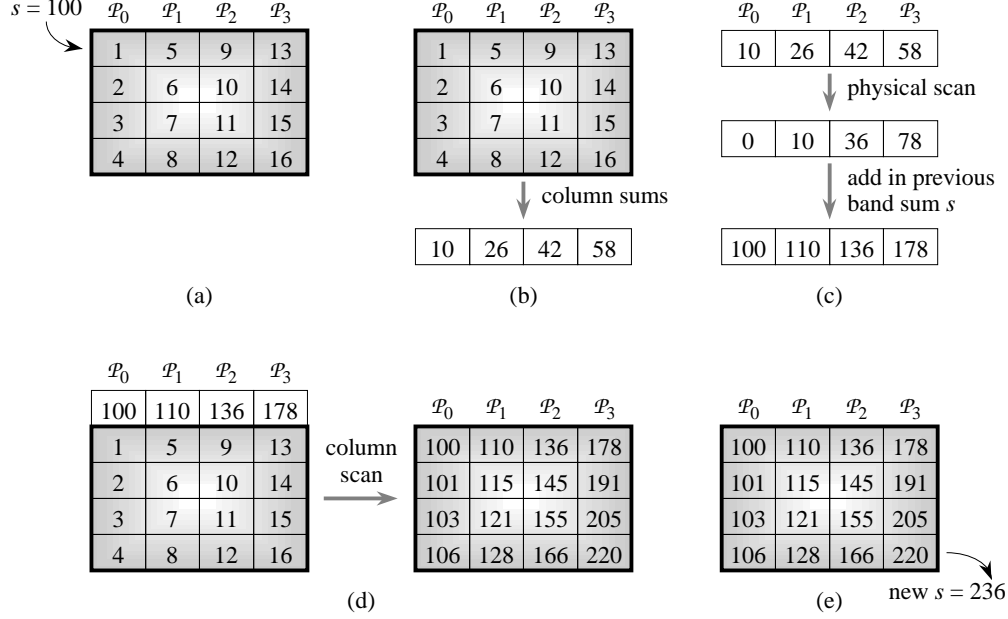 s = 100
𝒫0 𝒫1 𝒫2 𝒫3
1 5 9 13
2 6 10 14
3 7 11 15
4 8 12 16
(a)
𝒫0 𝒫1 𝒫2 𝒫3
1 5 9 13
2 6 10 14
3 7 11 15
4 8 12 16
column sums
10 26 42 58
(b)
𝒫0 𝒫1 𝒫2 𝒫3
10 26 42 58
physical scan
0 10 36 78
add in previous
band sum s
100 110 136 178
(c)
𝒫0 𝒫1 𝒫2 𝒫3
100 110 136 178
1 5 9 13
2 6 10 14
3 7 11 15
4 8 12 16
column
scan
𝒫0 𝒫1 𝒫2 𝒫3
100 110 136 178
101 115 145 191
103 121 155 205
106 128 166 220
(d)
𝒫0 𝒫1 𝒫2 𝒫3
100 110 136 178
101 115 145 191
103 121 155 205
106 128 166 220
new s = 236
(e)